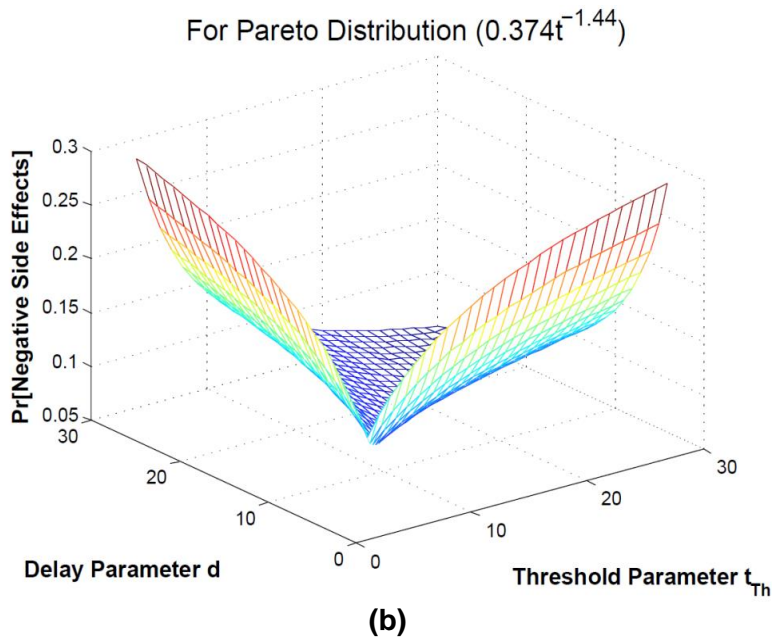 For Pareto Distribution (0.374t^−1.44)
Pr[Negative Side Effects]
0.3
0.25
0.2
0.15
0.1
0.05
30
20
10
0
0
10
20
30
Delay Parameter d
Threshold Parameter t_Th
(b)